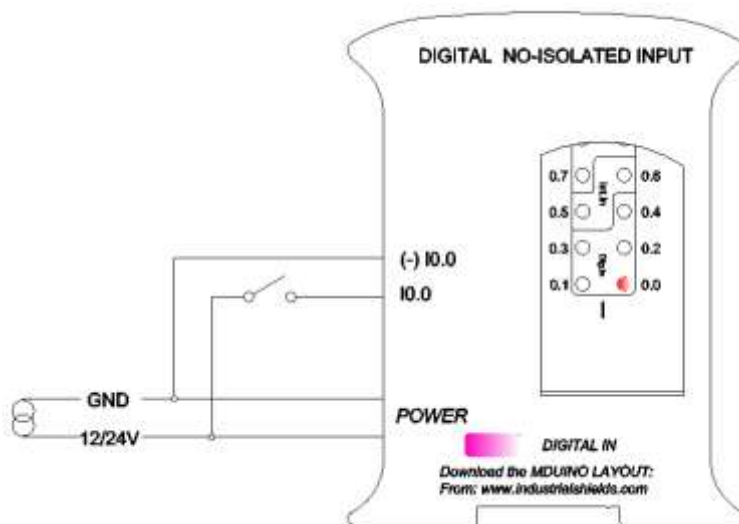 DIGITAL NO-ISOLATED INPUT
0.7 0.6
0.5 0.4
0.3 0.2
0.1 0.0
(-) I0.0
I0.0
GND
POWER
12/24V
DIGITAL IN
Download the MDUINO LAYOUT:
From: www.industrialshields.com